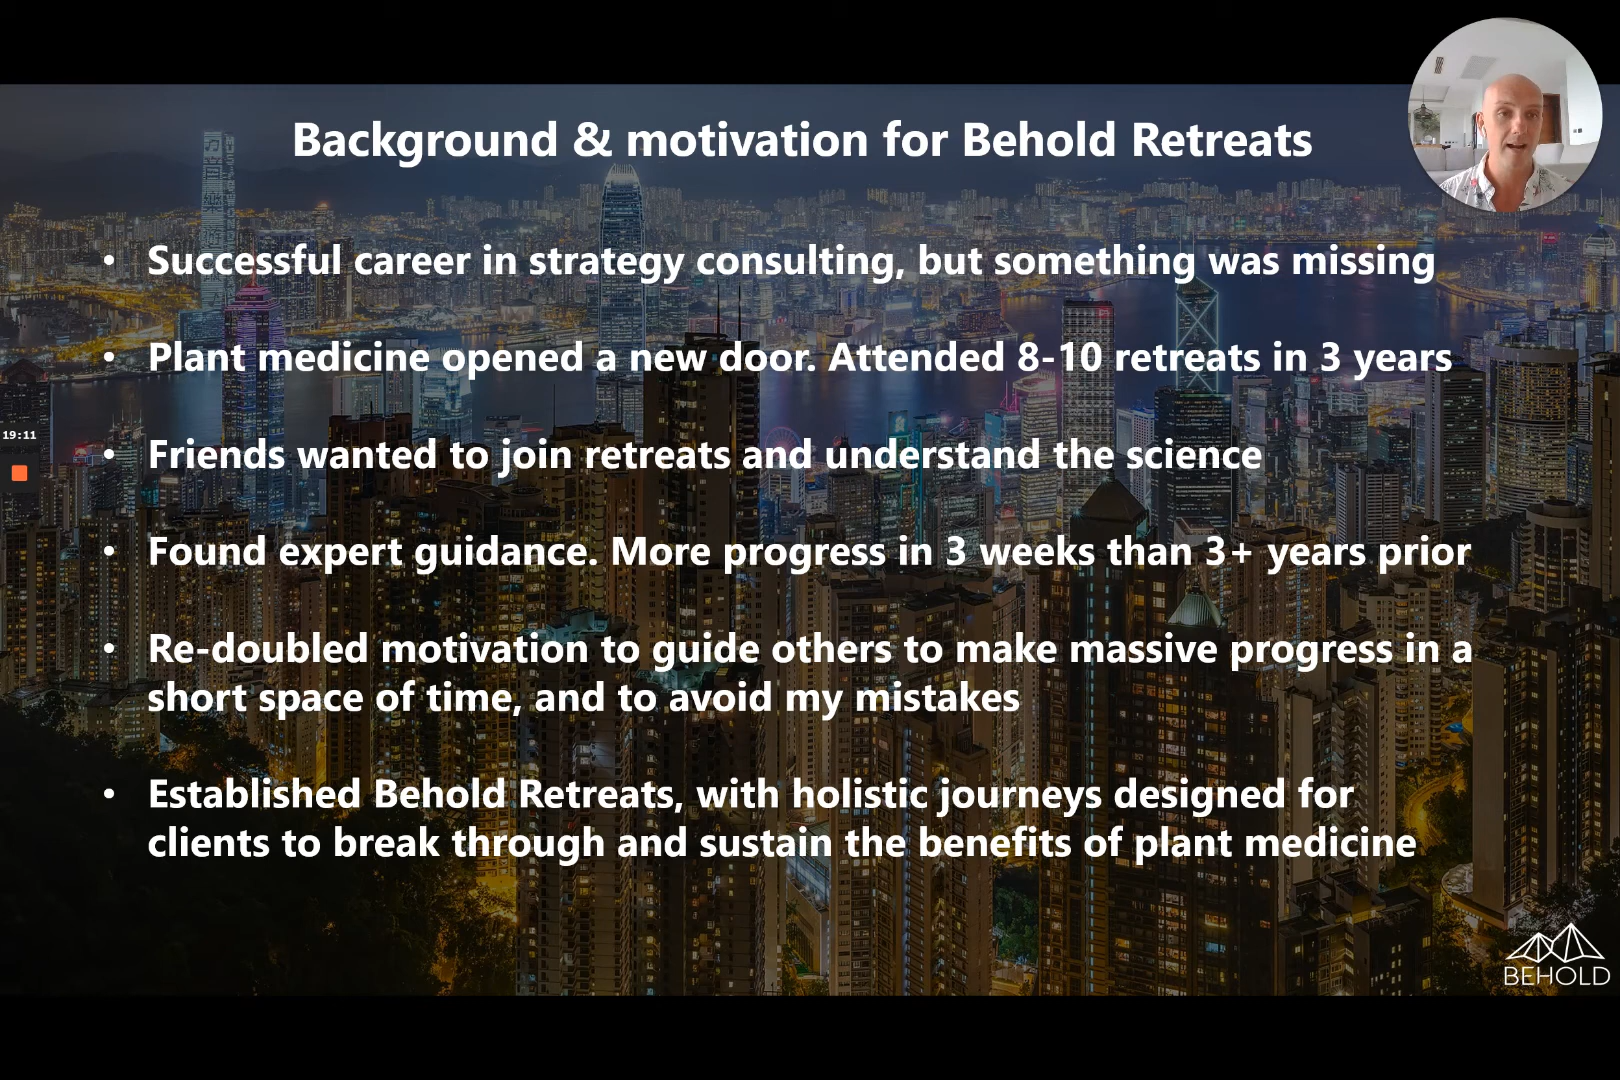 Background & motivation for Behold Retreats
• Successful career in strategy consulting, but something was missing
• Plant medicine opened a new door. Attended 8-10 retreats in 3 years
19:11
• Friends wanted to join retreats and understand the science
• Found expert guidance. More progress in 3 weeks than 3+ years prior
• Re-doubled motivation to guide others to make massive progress in a
short space of time, and to avoid my mistakes
• Established Behold Retreats, with holistic journeys designed for
clients to break through and sustain the benefits of plant medicine
BEHOLD